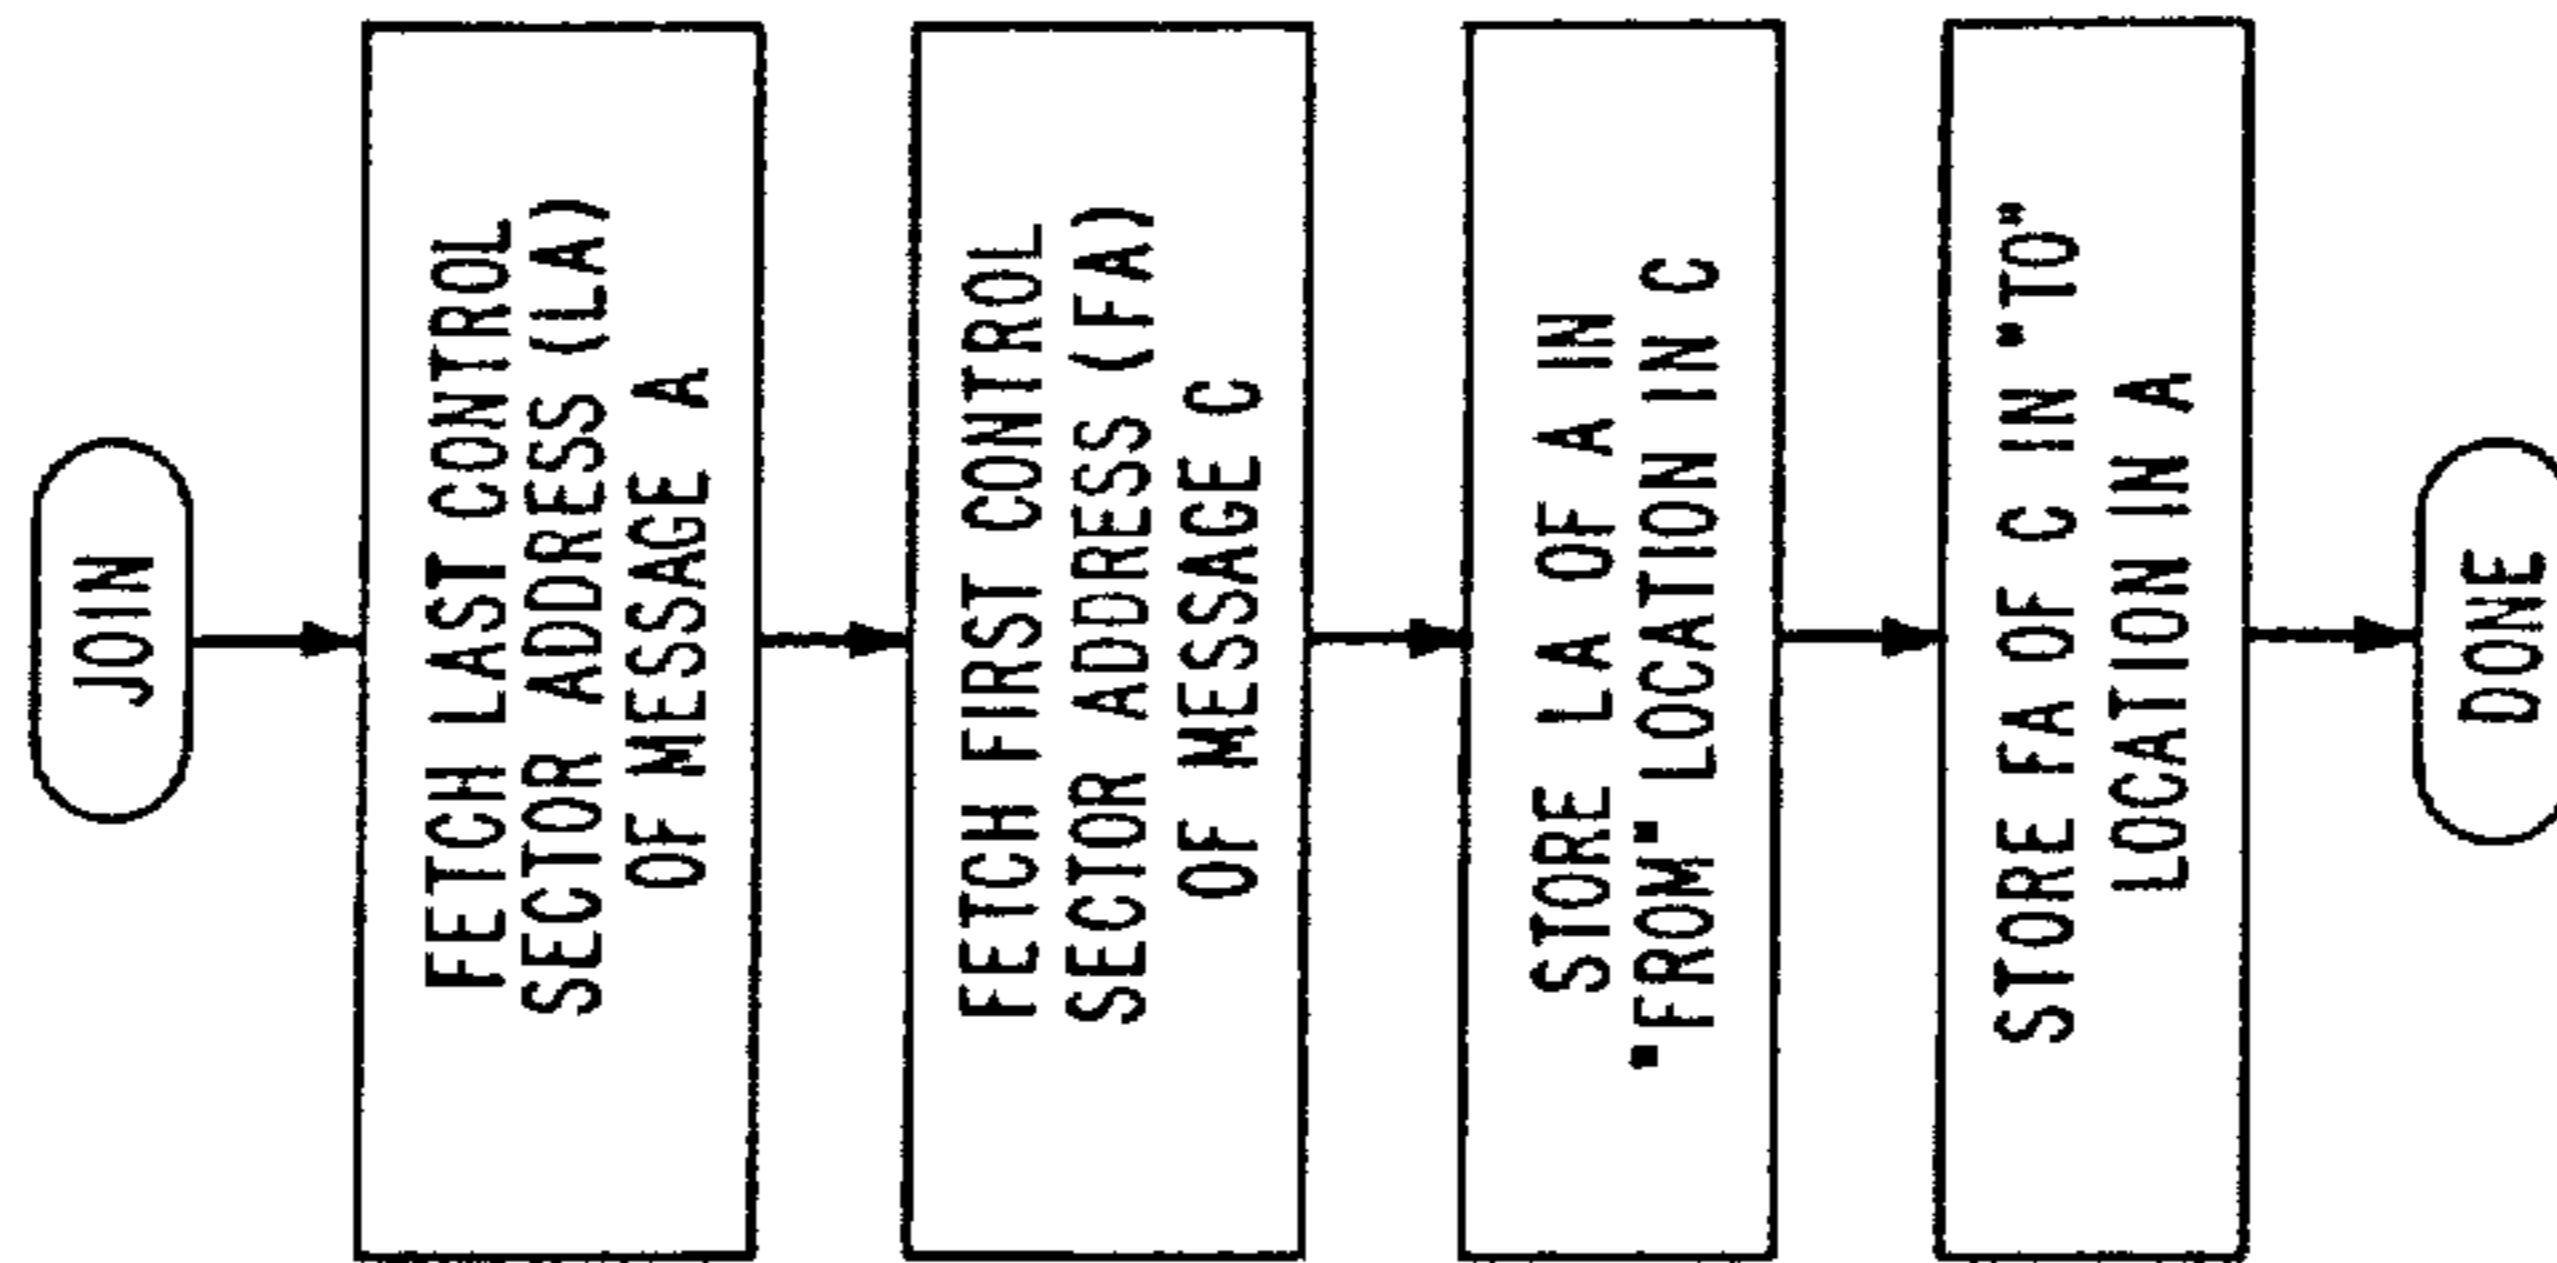 JOIN
FETCH LAST CONTROL
SECTOR ADDRESS (LA)
OF MESSAGE A
FETCH FIRST CONTROL
SECTOR ADDRESS (FA)
OF MESSAGE C
STORE LA OF A IN
"FROM" LOCATION IN C
STORE FA OF C IN "TO"
LOCATION IN A
DONE